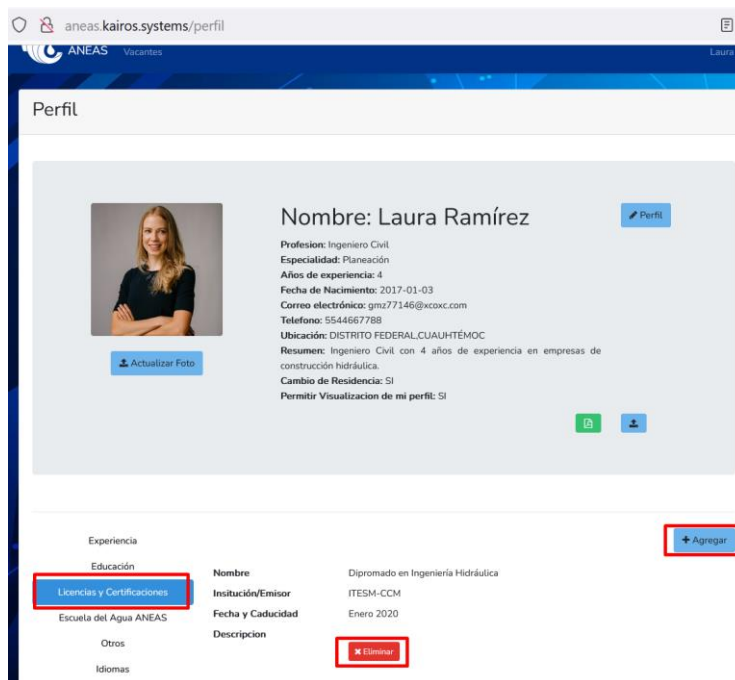 aneas.kairos.systems/perfil
ANEAS Vacantes Laura
Perfil
Nombre: Laura Ramírez
Perfil
Profesion: Ingeniero Civil
Especialidad: Planeación
Años de experiencia: 4
Fecha de Nacimiento: 2017-01-03
Correo electrónico: gmz77146@xcoxc.com
Telefono: 5544667788
Ubicación: DISTRITO FEDERAL,CUAUHTÉMOC
Resumen: Ingeniero Civil con 4 años de experiencia en empresas de
construcción hidráulica.
Cambio de Residencia: SI
Permitir Visualizacion de mi perfil: SI
Actualizar Foto
Agregar
Experiencia
Educación
Licencias y Certificaciones
Escuela del Agua ANEAS
Otros
Idiomas
Nombre Dipromado en Ingeniería Hidráulica
Insitución/Emisor ITESM-CCM
Fecha y Caducidad Enero 2020
Descripcion
Eliminar